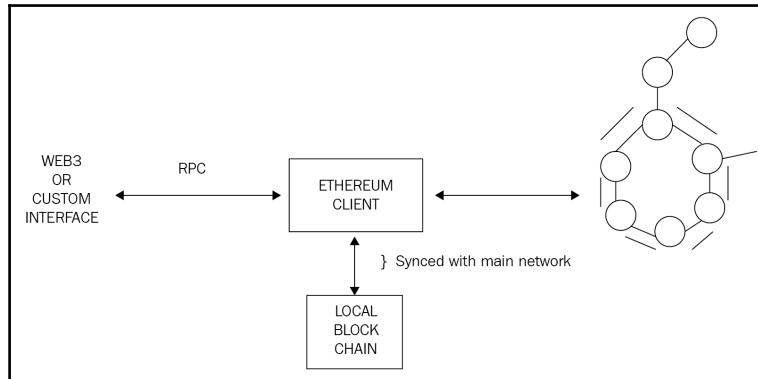 WEB3
OR
CUSTOM
INTERFACE
RPC
ETHEREUM
CLIENT
} Synced with main network
LOCAL
BLOCK
CHAIN